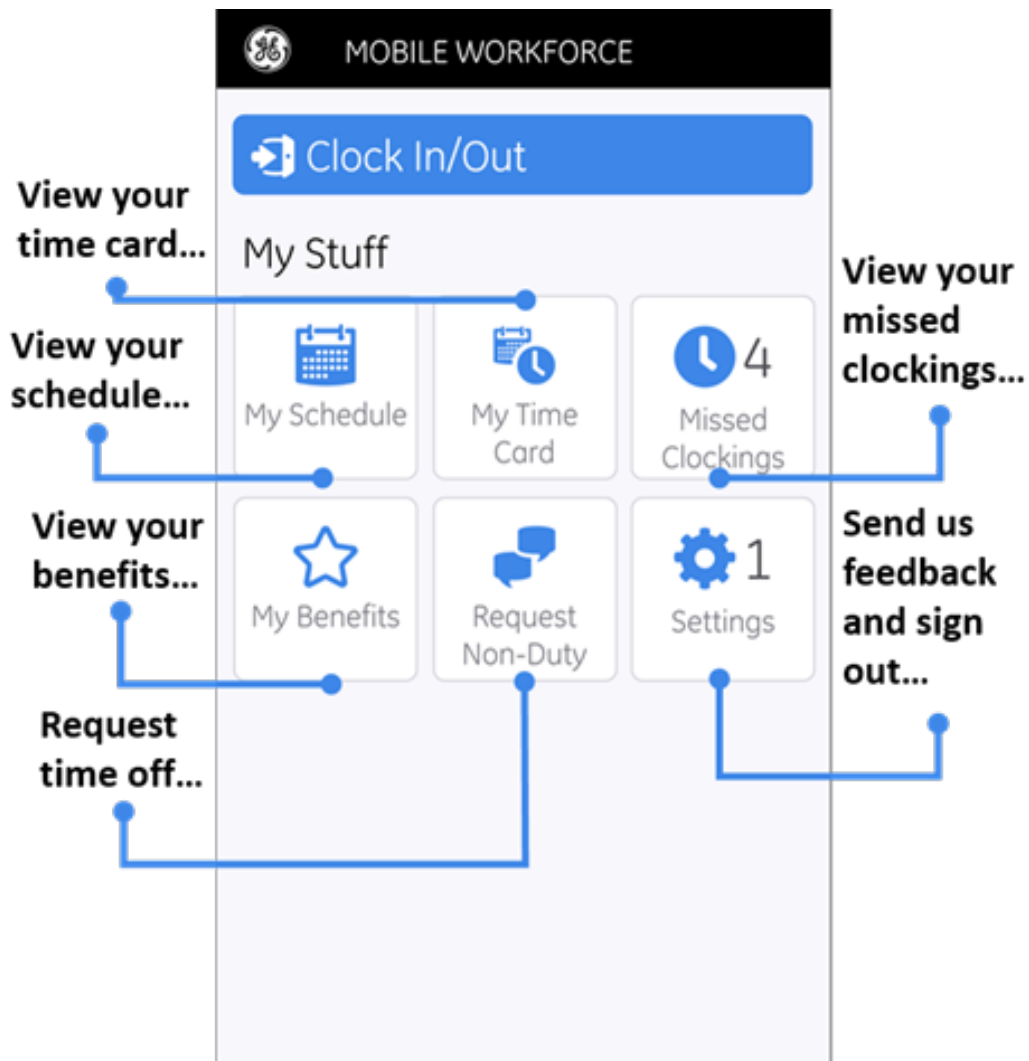 MOBILE WORKFORCE
Clock In/Out
View your
time card...
My Stuff
View your
missed
clockings...
View your
schedule...
4
My Schedule
My Time
Card
Missed
Clockings
View your
benefits...
Send us
feedback
and sign
out...
1
My Benefits
Request
Non-Duty
Settings
Request
time off...